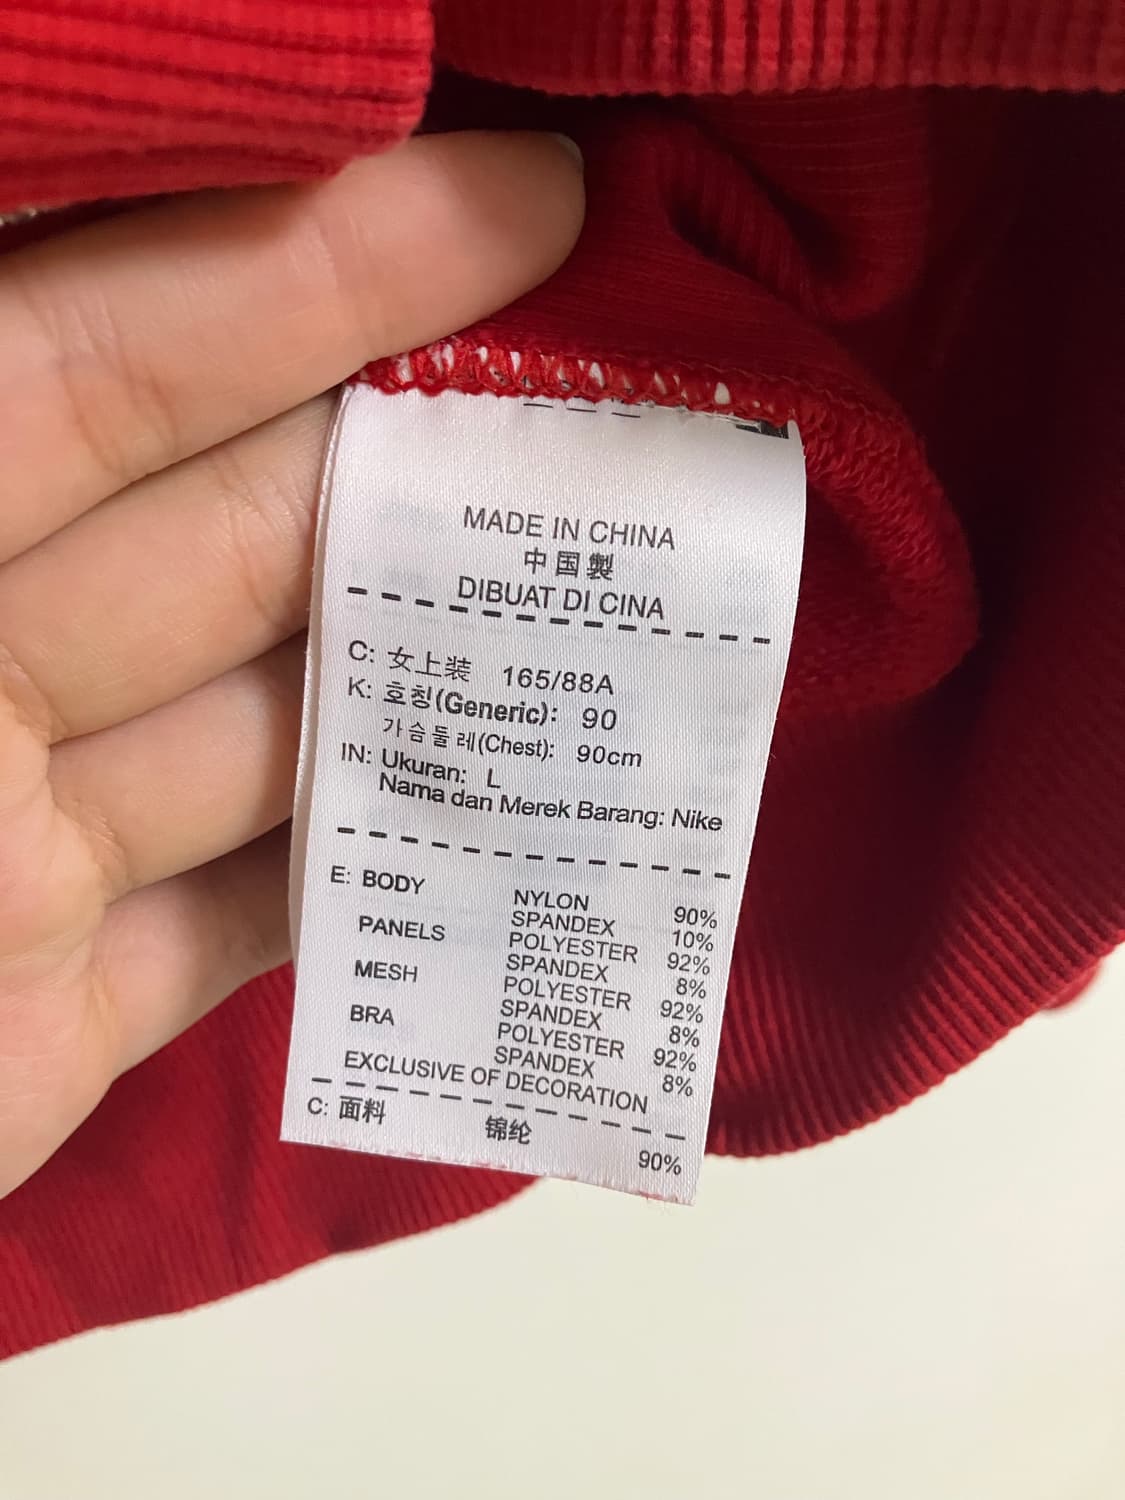 MADE IN CHINA
中国製
DIBUAT DI CINA
C: 女上装 165/88A
K: 호칭(Generic): 90
가슴둘레(Chest): 90cm
IN: Ukuran: L
Nama dan Merek Barang: Nike
E: BODY NYLON 90%
SPANDEX 10%
PANELS POLYESTER 92%
SPANDEX 8%
MESH POLYESTER 92%
SPANDEX 8%
BRA POLYESTER 92%
SPANDEX 8%
EXCLUSIVE OF DECORATION
C: 面料 锦纶 90%